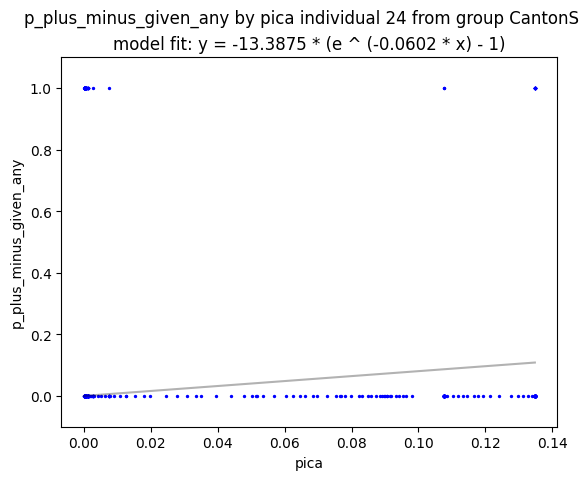 p_plus_minus_given_any by pica individual 24 from group CantonS
model fit: y = -13.3875 * (e ^ (-0.0602 * x) - 1)
1.0
0.8
0.6
0.4
0.2
0.0
p_plus_minus_given_any
0.00 0.02 0.04 0.06 0.08 0.10 0.12 0.14
pica